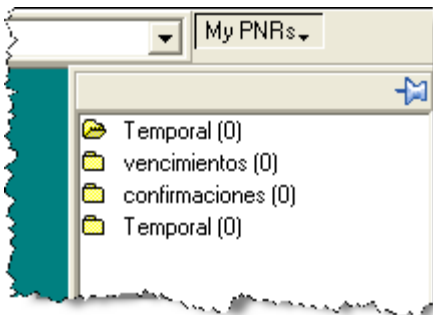 My PNRs
Temporal (0)
vencimientos (0)
confirmaciones (0)
Temporal (0)